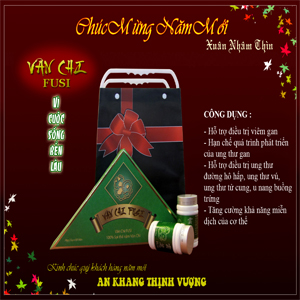 Chúc Mừng Năm Mới
Xuân Nhâm Thìn
VÂN CHI
FUSI
Vì
CUỘC
SỐNG
BỀN
LÂU
CÔNG DỤNG :
- Hỗ trợ điều trị viêm gan
- Hạn chế quá trình phát triển
của ung thư gan
- Hỗ trợ điều trị ung thư
đường hô hấp, ung thư vú,
ung thư tử cung, u nang buồng
trứng
- Tăng cường khả năng miễn
dịch của cơ thể
VÂN CHI FUSI
Kính chúc quý khách hàng năm mới
AN KHANG THỊNH VƯỢNG